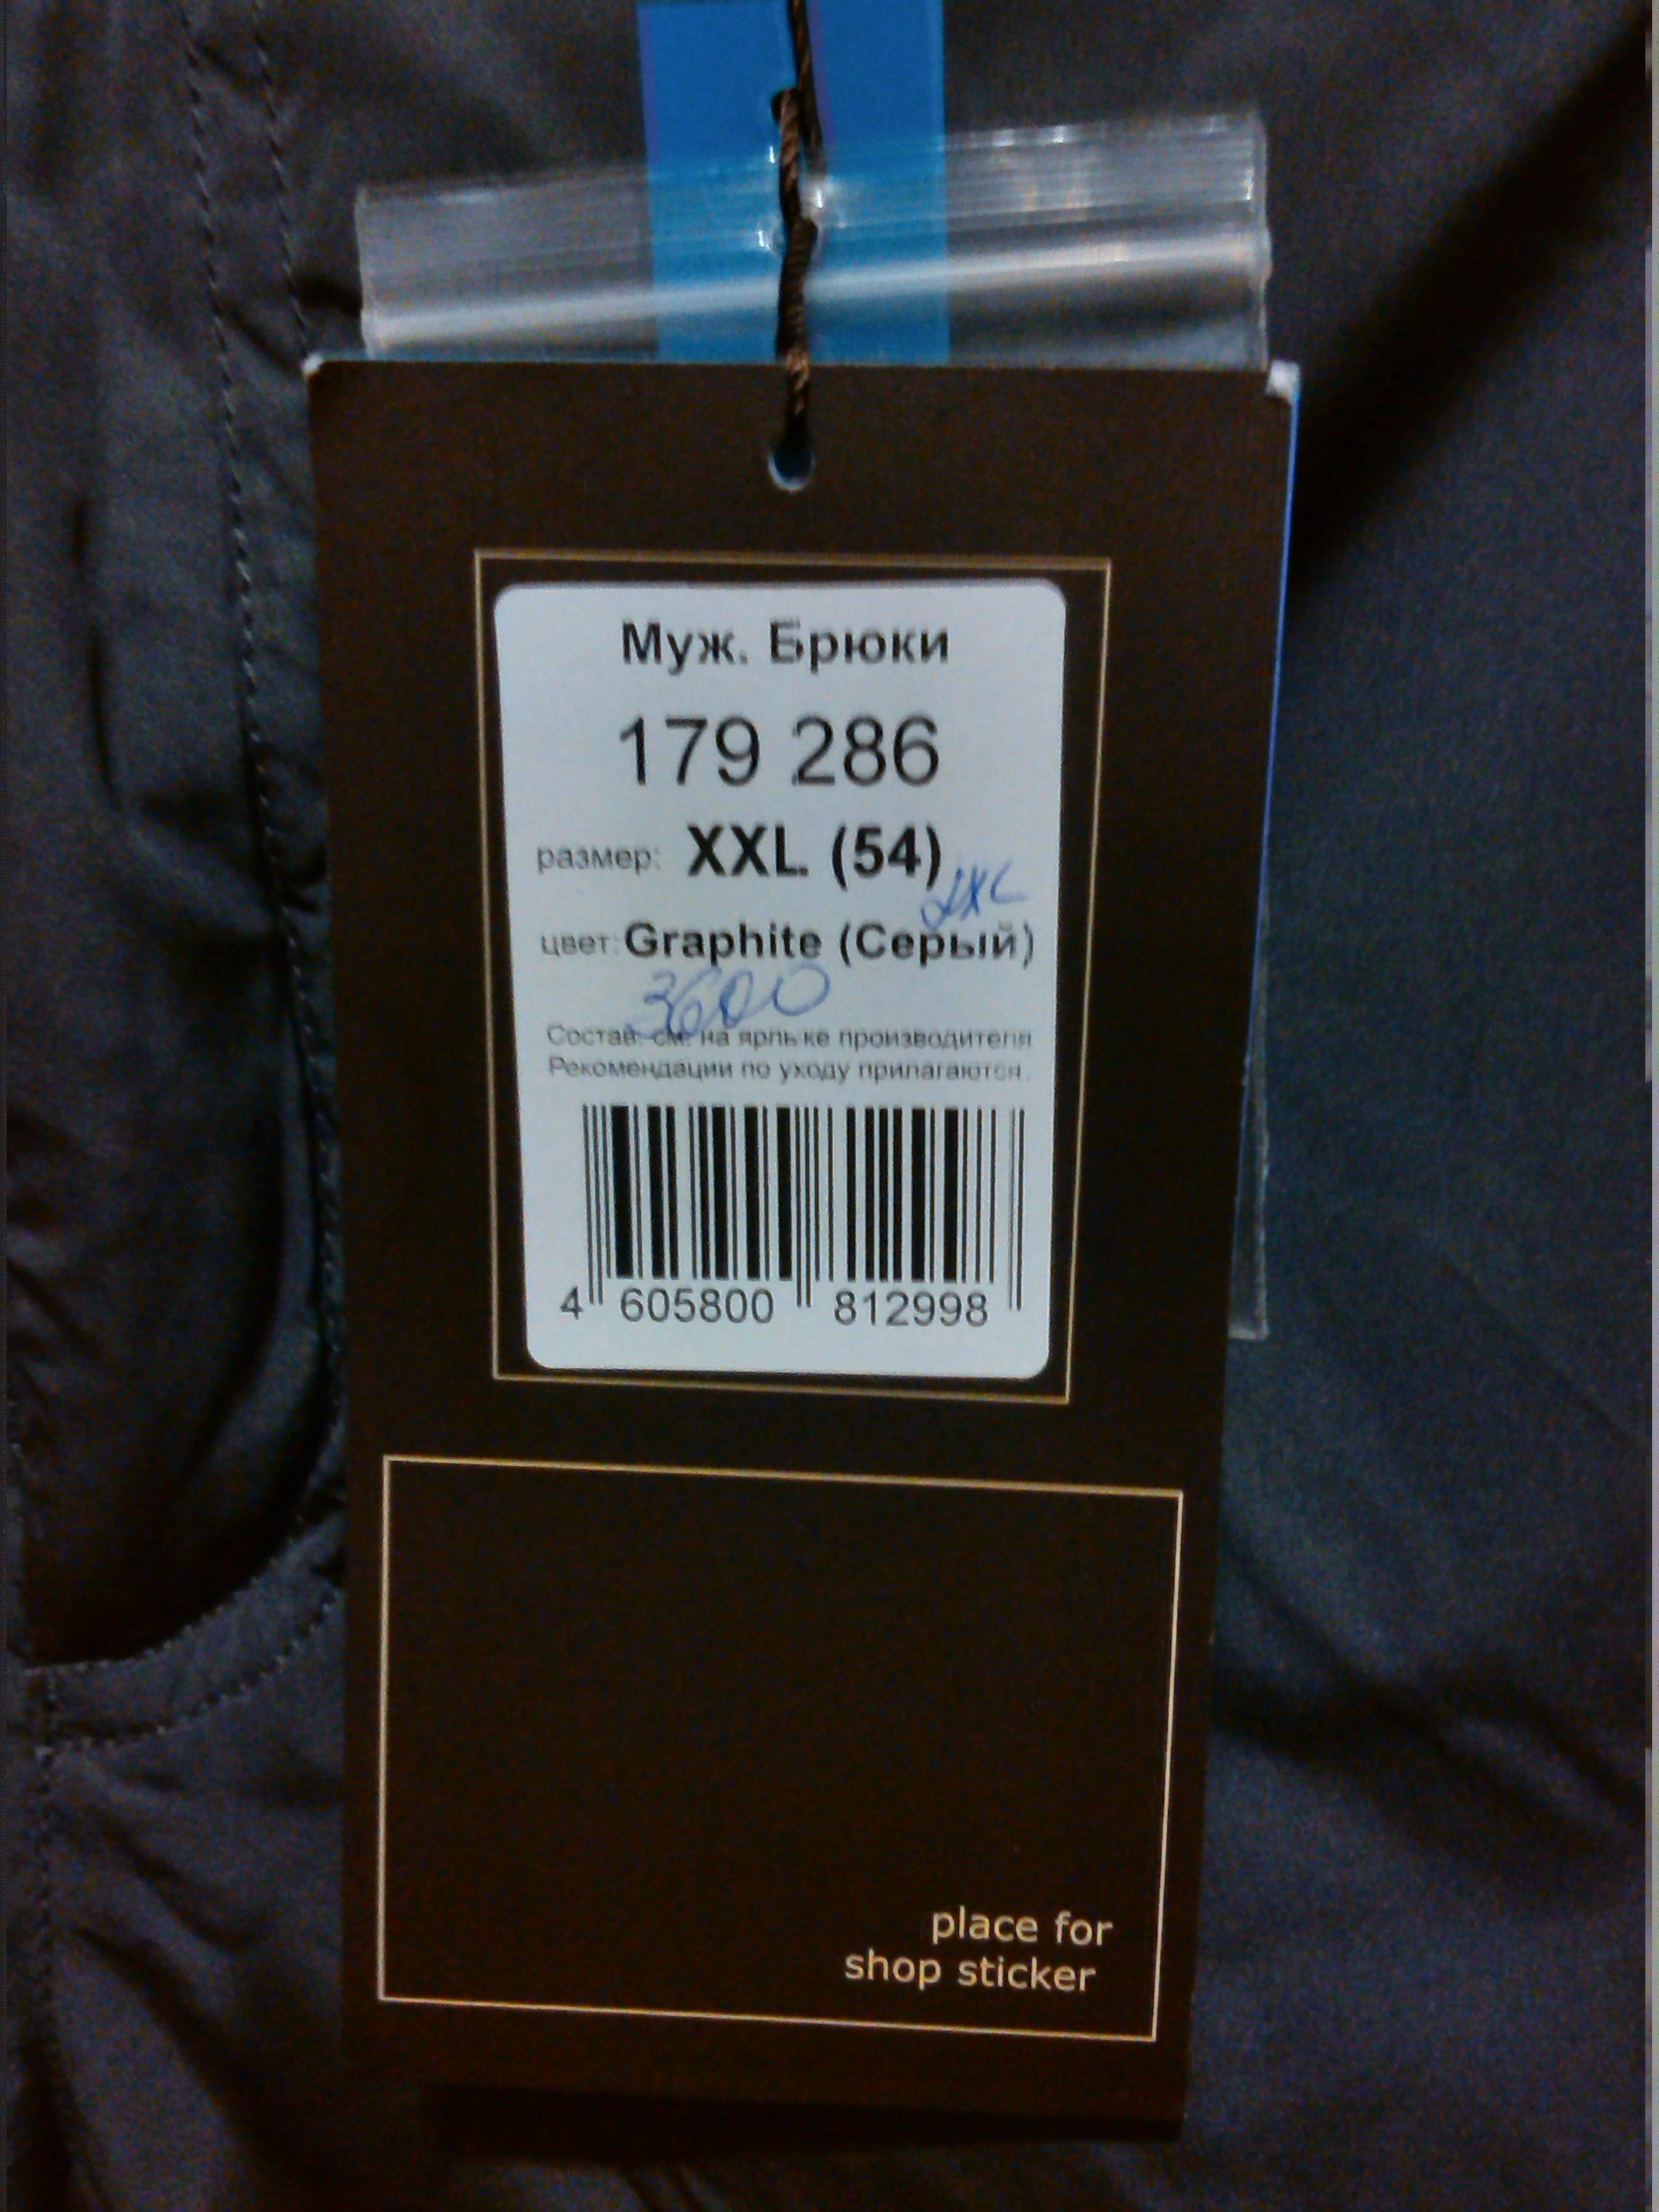 Муж. Брюки
179 286
размер: XXL (54)
XXL
цвет: Graphite (Серый)
3600
Состав: см. на ярлыке производителя
Рекомендации по уходу прилагаются.
4 605800 812998
place for
shop sticker